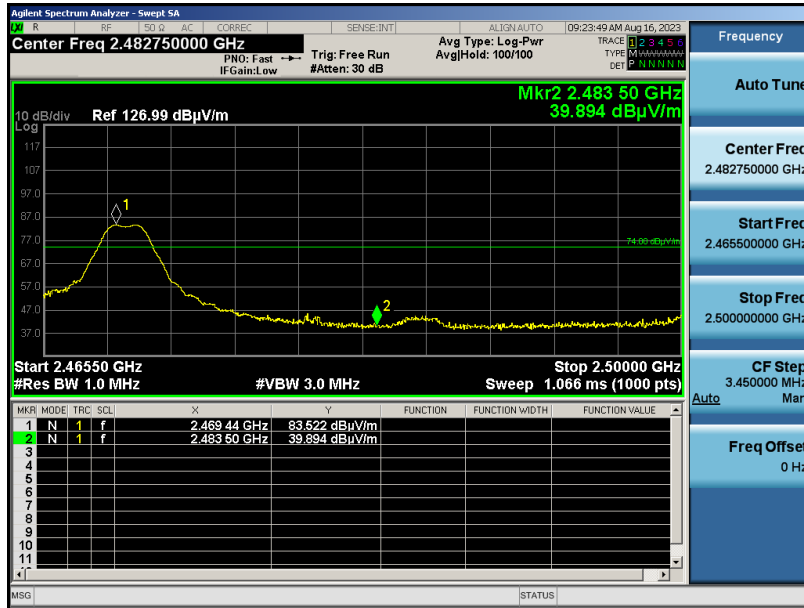 Agilent Spectrum Analyzer - Swept SA
LXI R RF 50 Ω AC CORREC SENSE:INT ALIGN AUTO 09:23:49 AM Aug 16, 2023
Center Freq 2.482750000 GHz
PNO: Fast
IFGain:Low
Trig: Free Run
#Atten: 30 dB
Avg Type: Log-Pwr
Avg|Hold: 100/100
TRACE 1 2 3 4 5 6
TYPE M
DET P N N N N N
Mkr2 2.483 50 GHz
39.894 dBµV/m
10 dB/div Ref 126.99 dBµV/m
Log
117
107
97.0
87.0
77.0
67.0
57.0
47.0
37.0
1
74.00 dBµV/m
2
Start 2.46550 GHz
Stop 2.50000 GHz
#Res BW 1.0 MHz
#VBW 3.0 MHz
Sweep 1.066 ms (1000 pts)
MKR MODE TRC SCL X Y FUNCTION FUNCTION WIDTH FUNCTION VALUE
1 N 1 f 2.469 44 GHz 83.522 dBµV/m
2 N 1 f 2.483 50 GHz 39.894 dBµV/m
3
4
5
6
7
8
9
10
11
MSG
STATUS
Frequency
Auto Tune
Center Freq
2.482750000 GHz
Start Freq
2.465500000 GHz
Stop Freq
2.500000000 GHz
CF Step
3.450000 MHz
Auto Man
Freq Offset
0 Hz